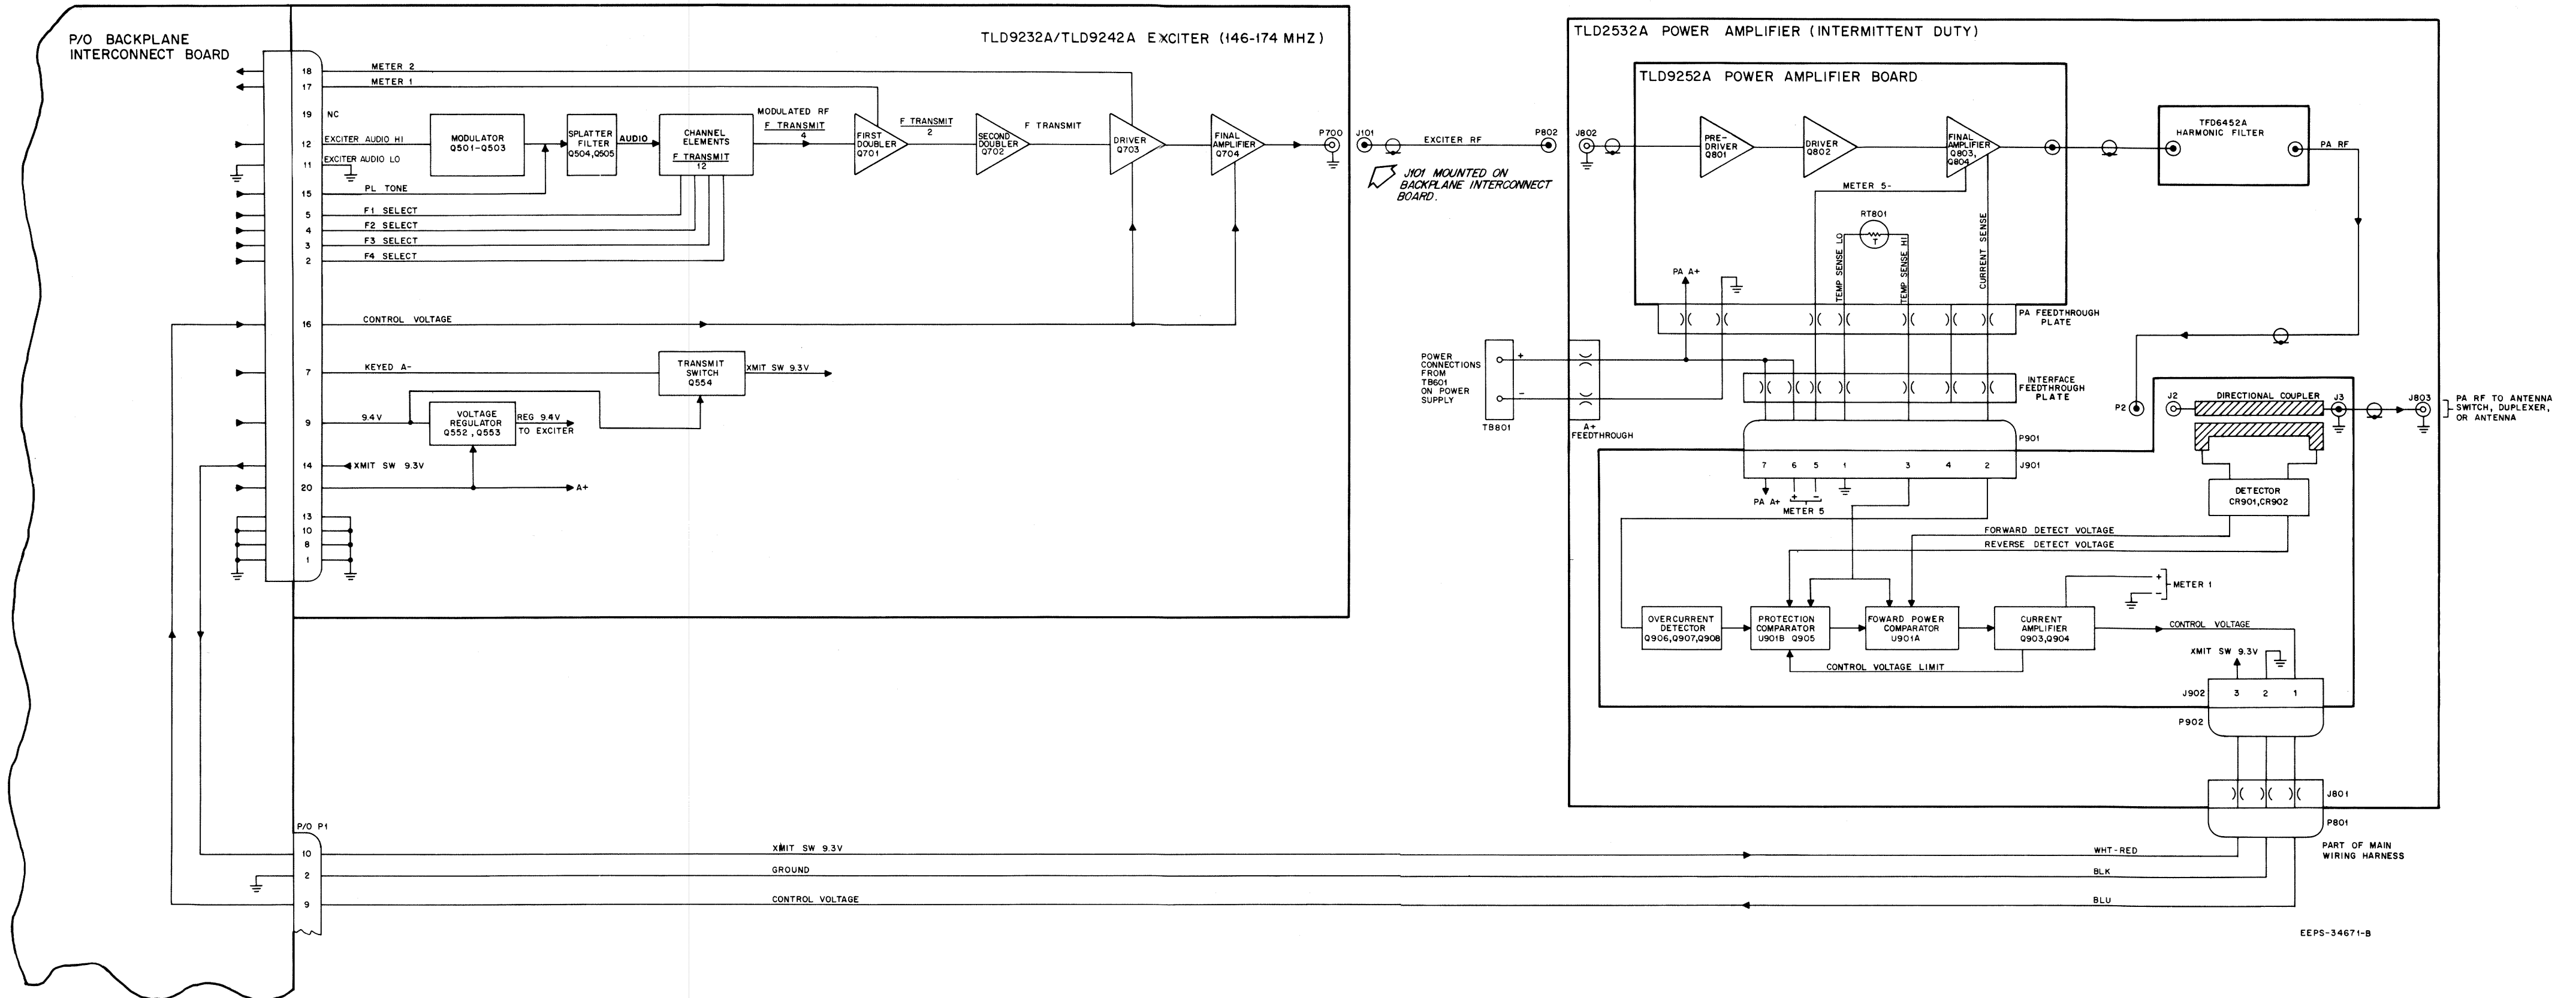 P/O BACKPLANE
INTERCONNECT BOARD
TLD9232A/TLD9242A EXCITER (146-174 MHZ)
18
METER 2
17
METER 1
19
NC
12
EXCITER AUDIO HI
11
EXCITER AUDIO LO
15
PL TONE
5
F1 SELECT
4
F2 SELECT
3
F3 SELECT
2
F4 SELECT
16
CONTROL VOLTAGE
7
KEYED A-
9
9.4V
14
XMIT SW 9.3V
20
A+
13
10
8
1
MODULATOR
Q501-Q503
SPLATTER
FILTER
Q504,Q505
AUDIO
CHANNEL
ELEMENTS
F TRANSMIT
12
MODULATED RF
F TRANSMIT
4
FIRST
DOUBLER
Q701
F TRANSMIT
2
SECOND
DOUBLER
Q702
F TRANSMIT
DRIVER
Q703
FINAL
AMPLIFIER
Q704
P700
TRANSMIT
SWITCH
Q554
XMIT SW 9.3V
VOLTAGE
REGULATOR
Q552,Q553
REG 9.4V
TO EXCITER
J101
EXCITER RF
P802
J101 MOUNTED ON
BACKPLANE INTERCONNECT
BOARD.
TLD2532A POWER AMPLIFIER (INTERMITTENT DUTY)
TLD9252A POWER AMPLIFIER BOARD
J802
PRE-
DRIVER
Q801
DRIVER
Q802
FINAL
AMPLIFIER
Q803,
Q804
METER 5-
RT801
T
TEMP SENSE LO
TEMP SENSE HI
CURRENT SENSE
PA A+
PA FEEDTHROUGH
PLATE
TFD6452A
HARMONIC FILTER
PA RF
POWER
CONNECTIONS
FROM
TB601
ON POWER
SUPPLY
+
-
TB801
A+
FEEDTHROUGH
INTERFACE
FEEDTHROUGH
PLATE
P901
J901
7
6
5
1
3
4
2
PA A+
+
-
METER 5
P2
J2
DIRECTIONAL COUPLER
J3
J803
PA RF TO ANTENNA
SWITCH, DUPLEXER,
OR ANTENNA
DETECTOR
CR901,CR902
FORWARD DETECT VOLTAGE
REVERSE DETECT VOLTAGE
+
-
METER 1
OVERCURRENT
DETECTOR
Q906,Q907,Q908
PROTECTION
COMPARATOR
U901B Q905
FOWARD POWER
COMPARATOR
U901A
CURRENT
AMPLIFIER
Q903,Q904
CONTROL VOLTAGE
CONTROL VOLTAGE LIMIT
XMIT SW 9.3V
J902
3
2
1
P902
J801
P801
PART OF MAIN
WIRING HARNESS
P/O P1
10
XMIT SW 9.3V
WHT-RED
2
GROUND
BLK
9
CONTROL VOLTAGE
BLU
EEPS-34671-B